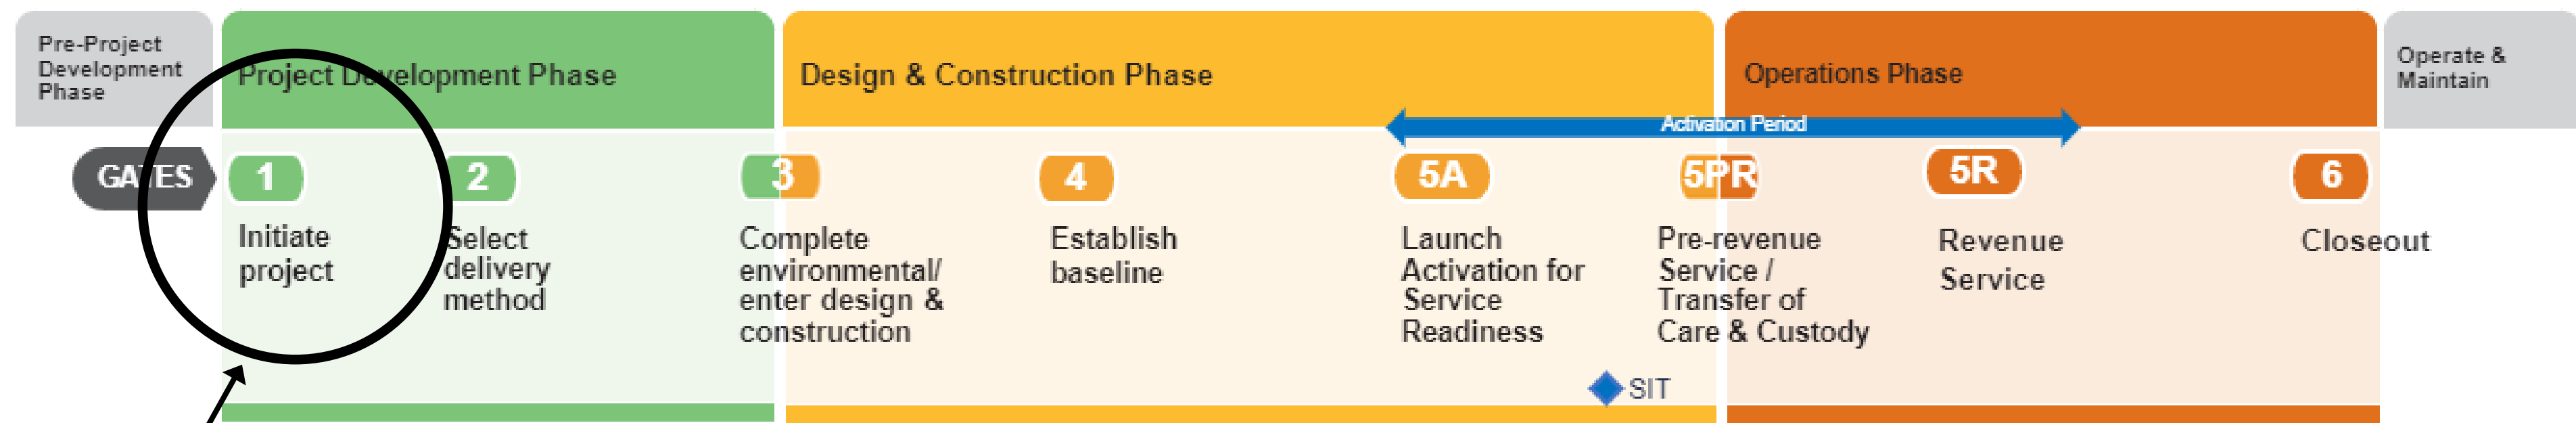 Pre-Project
Development
Phase
Project Development Phase
Design & Construction Phase
Operations Phase
Operate &
Maintain
Activation Period
GATES
1
2
3
4
5A
5PR
5R
6
Initiate
project
Select
delivery
method
Complete
environmental/
enter design &
construction
Establish
baseline
Launch
Activation for
Service
Readiness
Pre-revenue
Service /
Transfer of
Care & Custody
Revenue
Service
Closeout
SIT